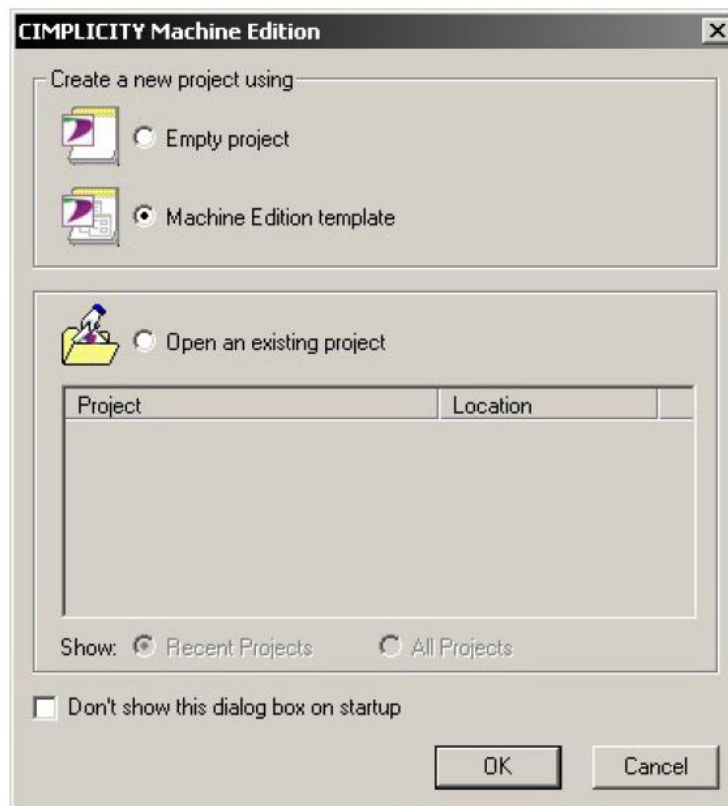 CIMPLICITY Machine Edition
Create a new project using
Empty project
Machine Edition template
Open an existing project
Project Location
Show: Recent Projects All Projects
Don't show this dialog box on startup
OK Cancel